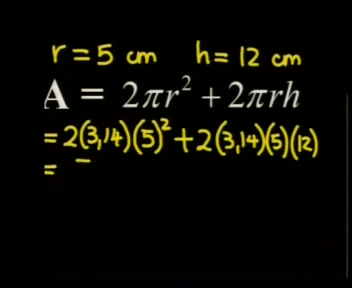 r = 5 cm h = 12 cm
A = 2πr² + 2πrh
= 2(3,14)(5)² + 2(3,14)(5)(12)
=